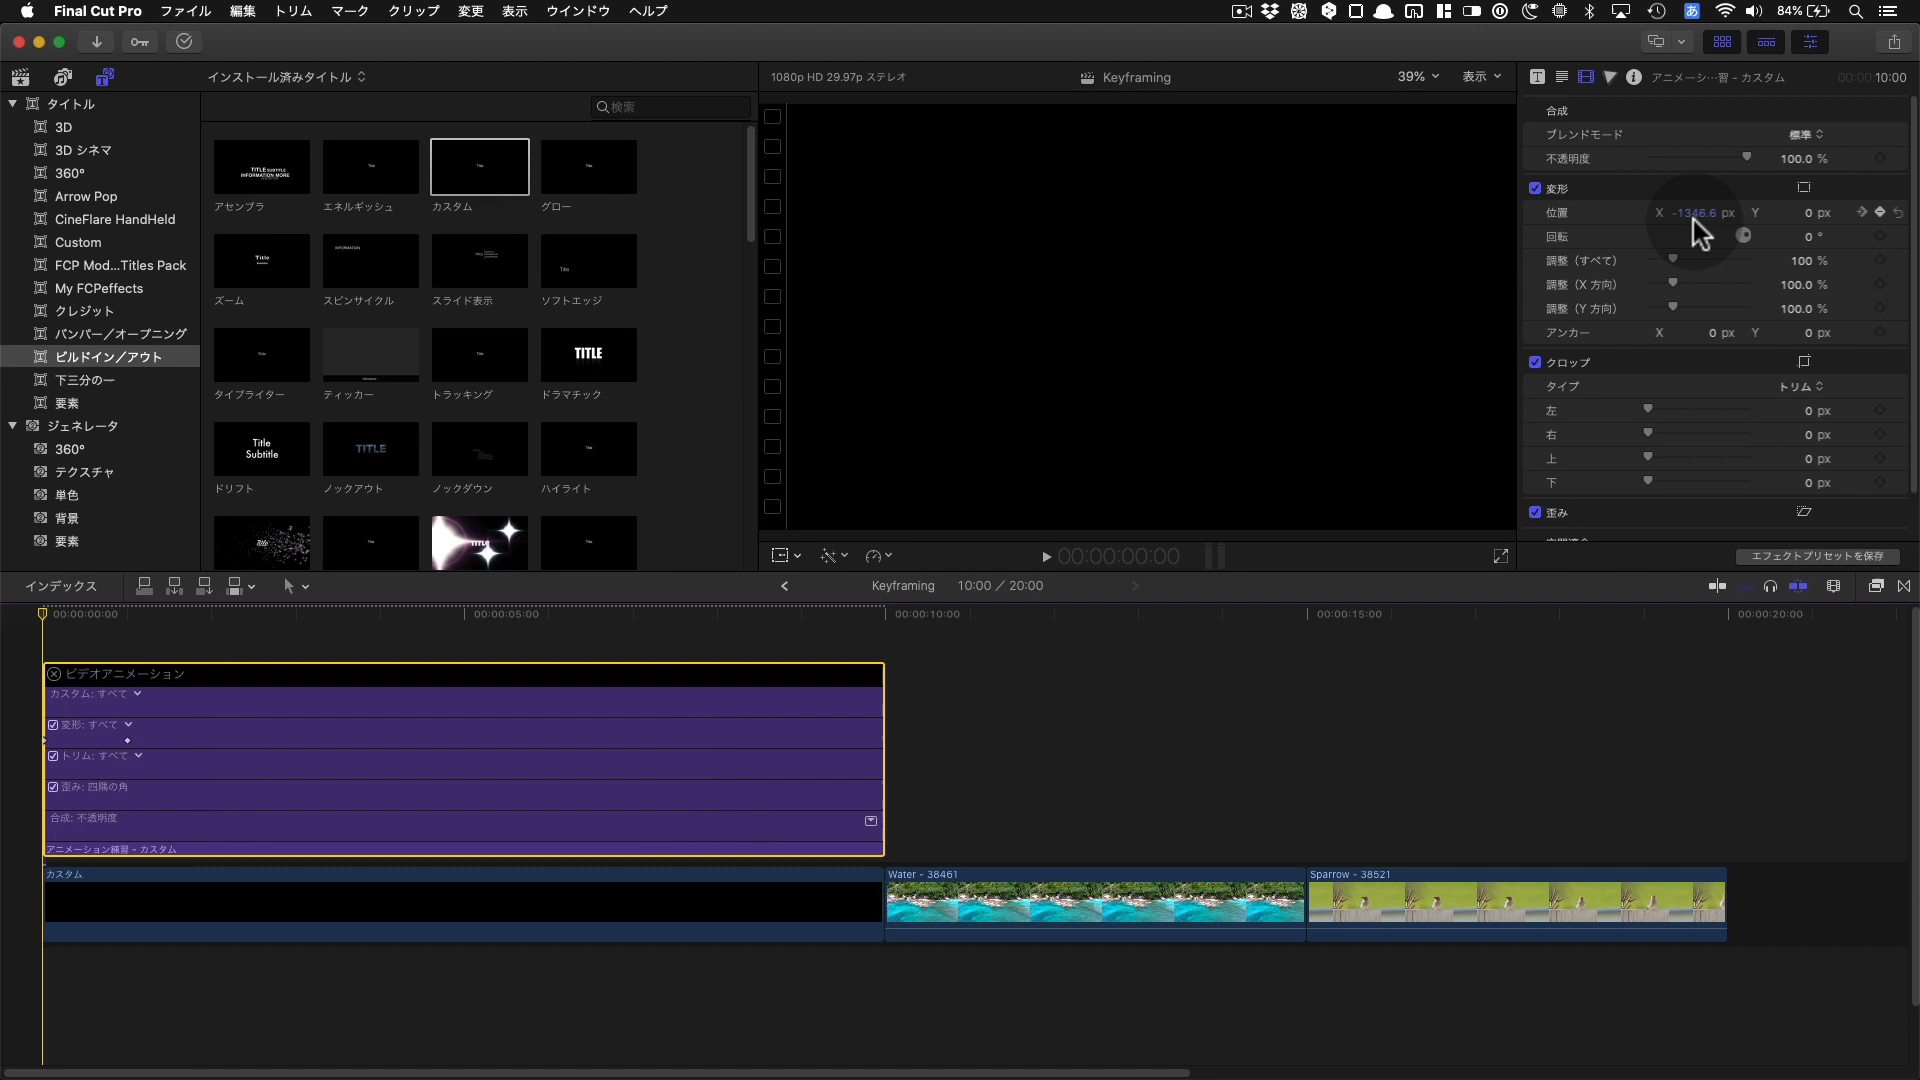 Final Cut Pro ファイル 編集 トリム マーク クリップ 変更 表示 ウインドウ ヘルプ
あ 84%
インストール済みタイトル
1080p HD 29.97p ステレオ
Keyframing
39%
表示
アニメーシ…習 - カスタム
00:00:10:00
検索
タイトル
3D
3D シネマ
360°
Arrow Pop
CineFlare HandHeld
Custom
FCP Mod...Titles Pack
My FCPeffects
クレジット
バンパー／オープニング
ビルドイン／アウト
下三分の一
要素
ジェネレータ
360°
テクスチャ
単色
背景
要素
アセンブラ
エネルギッシュ
カスタム
グロー
ズーム
スピンサイクル
スライド表示
ソフトエッジ
タイプライター
ティッカー
トラッキング
ドラマチック
ドリフト
ノックアウト
ノックダウン
ハイライト
TITLE SUBTITLE
INFORMATION MORE
Title
INFORMATION
TITLE
Title
Subtitle
TITLE
合成
ブレンドモード 標準
不透明度 100.0 %
変形
位置 X -1346.6 px Y 0 px
回転 0 °
調整（すべて） 100 %
調整（X 方向） 100.0 %
調整（Y 方向） 100.0 %
アンカー X 0 px Y 0 px
クロップ
タイプ トリム
左 0 px
右 0 px
上 0 px
下 0 px
歪み
エフェクトプリセットを保存
00:00:00:00
インデックス
Keyframing 10:00 / 20:00
00:00:00:00
00:00:05:00
00:00:10:00
00:00:15:00
00:00:20:00
ビデオアニメーション
カスタム: すべて
変形: すべて
トリム: すべて
歪み: 四隅の角
合成: 不透明度
アニメーション練習 - カスタム
カスタム
Water - 38461
Sparrow - 38521